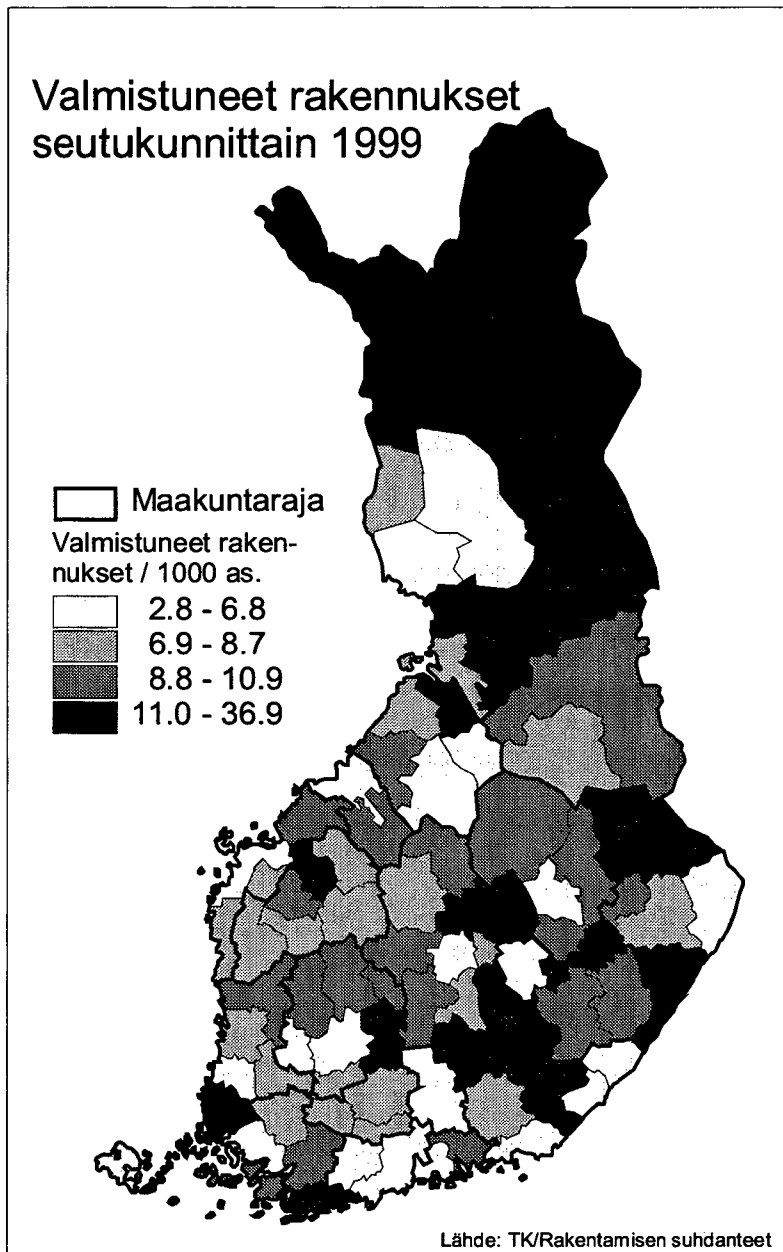 Valmistuneet rakennukset
seutukunnittain 1999
Maakuntaraja
Valmistuneet raken-
nukset / 1000 as.
2.8 - 6.8
6.9 - 8.7
8.8 - 10.9
11.0 - 36.9
Lähde: TK/Rakentamisen suhdanteet